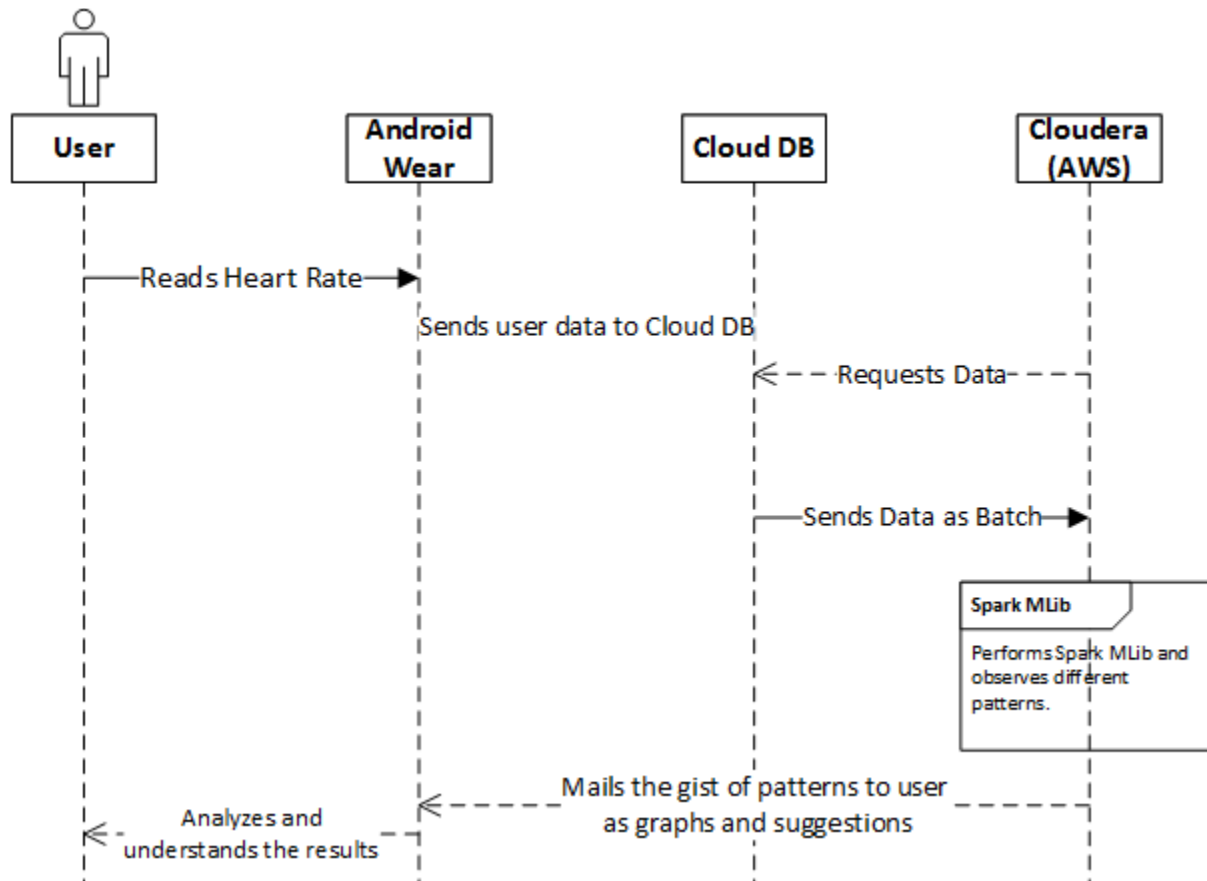 User
Android
Wear
Cloud DB
Cloudera
(AWS)
Reads Heart Rate
Sends user data to Cloud DB
Requests Data
Sends Data as Batch
Spark MLib
Performs Spark MLib and
observes different
patterns.
Mails the gist of patterns to user
as graphs and suggestions
Analyzes and
understands the results